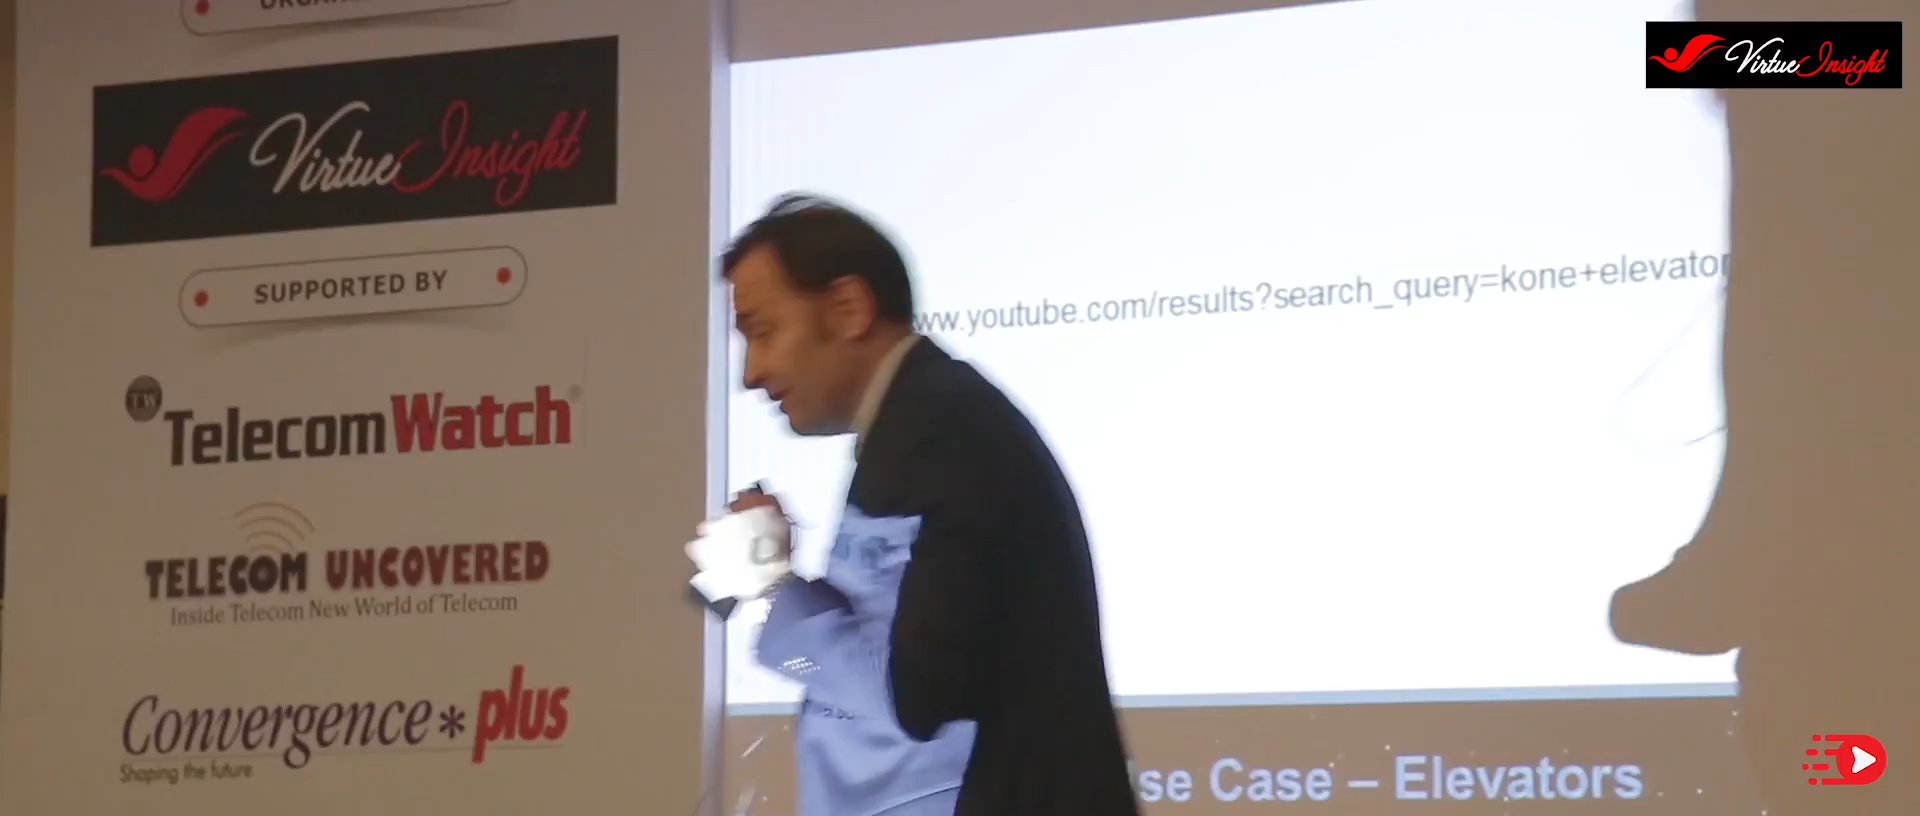 Virtue Insight
SUPPORTED BY
TW
TelecomWatch
TELECOM UNCOVERED
Inside Telecom New World of Telecom
Convergence*plus
Shaping the future
ww.youtube.com/results?search_query=kone+elevator
se Case – Elevators
Virtue Insight